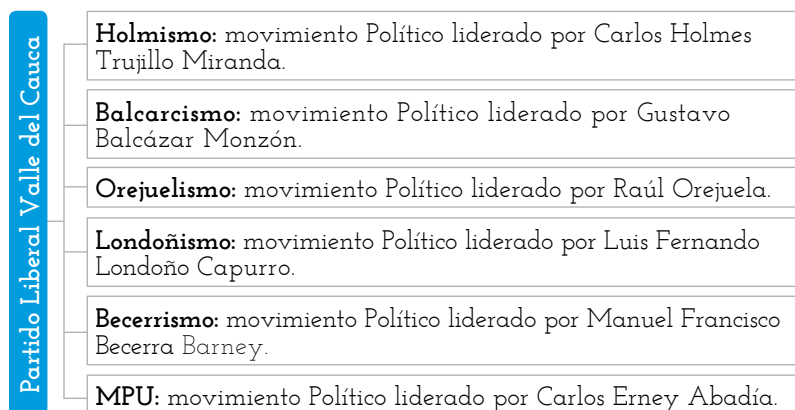 Partido Liberal Valle del Cauca
Holmismo: movimiento Político liderado por Carlos Holmes
Trujillo Miranda.
Balcarcismo: movimiento Político liderado por Gustavo
Balcázar Monzón.
Orejuelismo: movimiento Político liderado por Raúl Orejuela.
Londoñismo: movimiento Político liderado por Luis Fernando
Londoño Capurro.
Becerrismo: movimiento Político liderado por Manuel Francisco
Becerra Barney.
MPU: movimiento Político liderado por Carlos Erney Abadía.